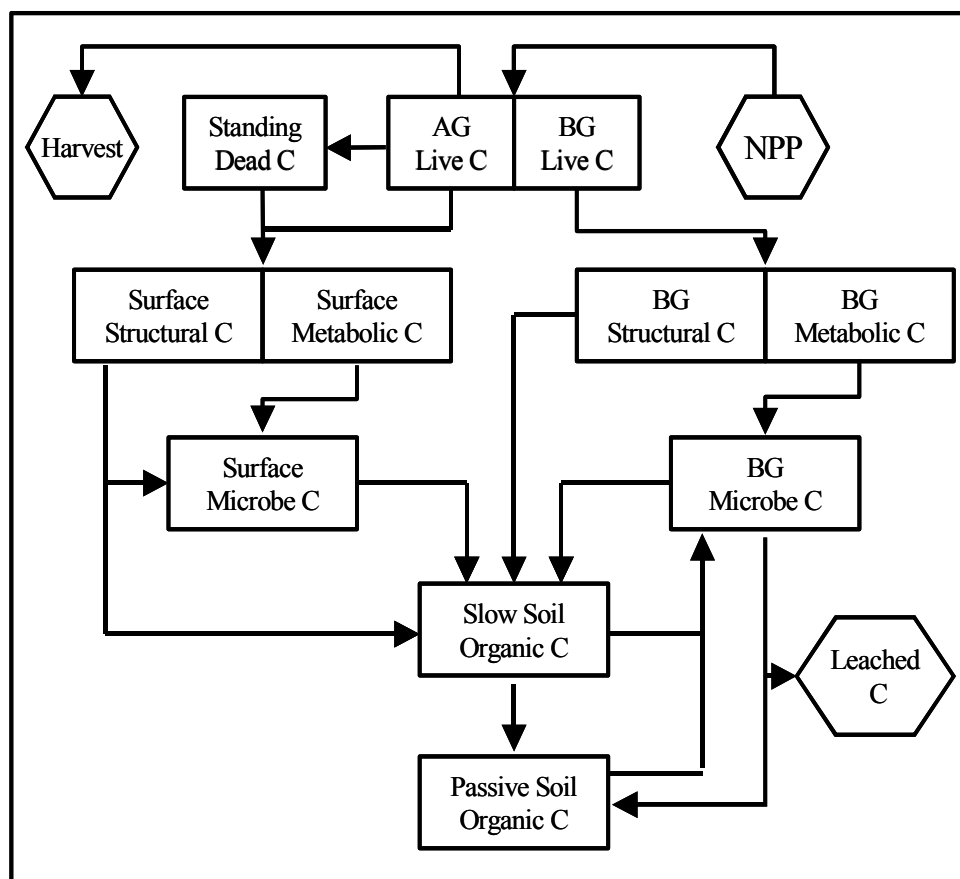 Harvest
Standing
Dead C
AG
Live C
BG
Live C
NPP
Surface
Structural C
Surface
Metabolic C
BG
Structural C
BG
Metabolic C
Surface
Microbe C
BG
Microbe C
Slow Soil
Organic C
Leached
C
Passive Soil
Organic C